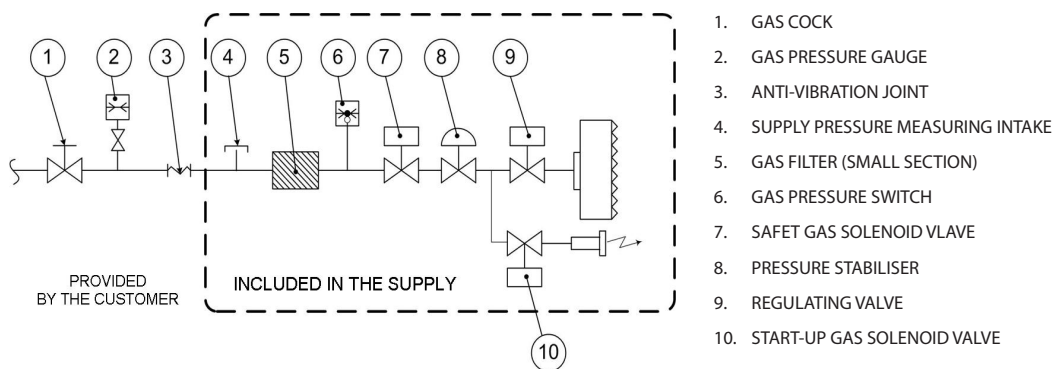 1
2
3
4
5
6
7
8
9
10
PROVIDED
BY THE CUSTOMER
INCLUDED IN THE SUPPLY
1. GAS COCK
2. GAS PRESSURE GAUGE
3. ANTI-VIBRATION JOINT
4. SUPPLY PRESSURE MEASURING INTAKE
5. GAS FILTER (SMALL SECTION)
6. GAS PRESSURE SWITCH
7. SAFET GAS SOLENOID VLAVE
8. PRESSURE STABILISER
9. REGULATING VALVE
10. START-UP GAS SOLENOID VALVE